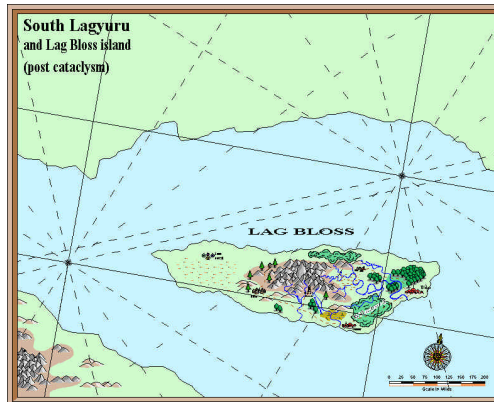 South Lagyuru
and Lag Bloss island
(post cataclysm)
LAG BLOSS
0 25 50 75 100 125 150 175 200
Scale in Miles